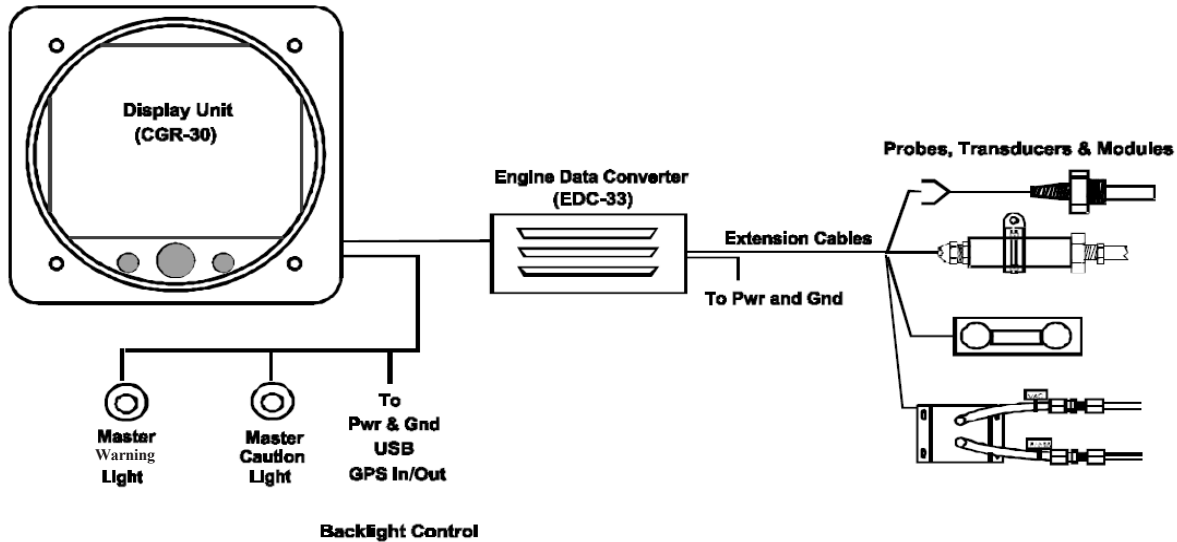 Display Unit
(CGR-30)
Probes, Transducers & Modules
Engine Data Converter
(EDC-33)
Extension Cables
To Pwr and Gnd
Master
Warning
Light
Master
Caution
Light
To
Pwr & Gnd
USB
GPS In/Out
Backlight Control